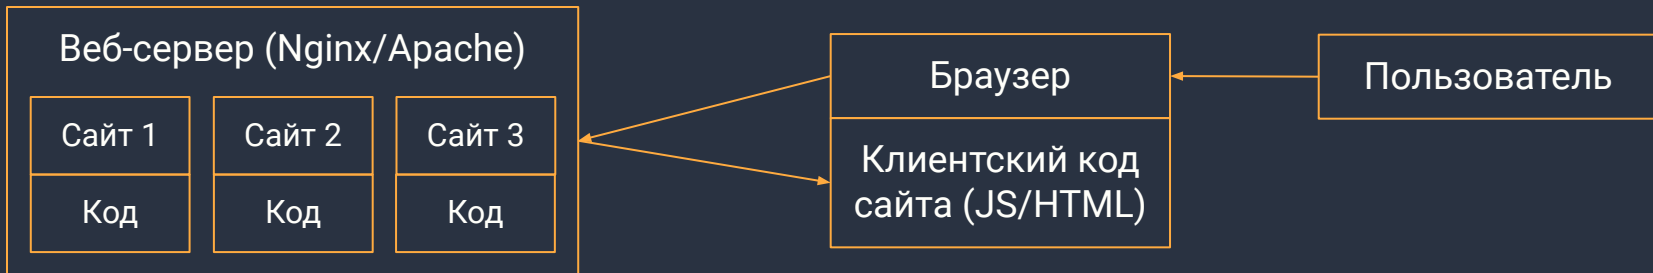 Веб-сервер (Nginx/Apache)
Сайт 1
Сайт 2
Сайт 3
Код
Код
Код
Браузер
Клиентский код
сайта (JS/HTML)
Пользователь